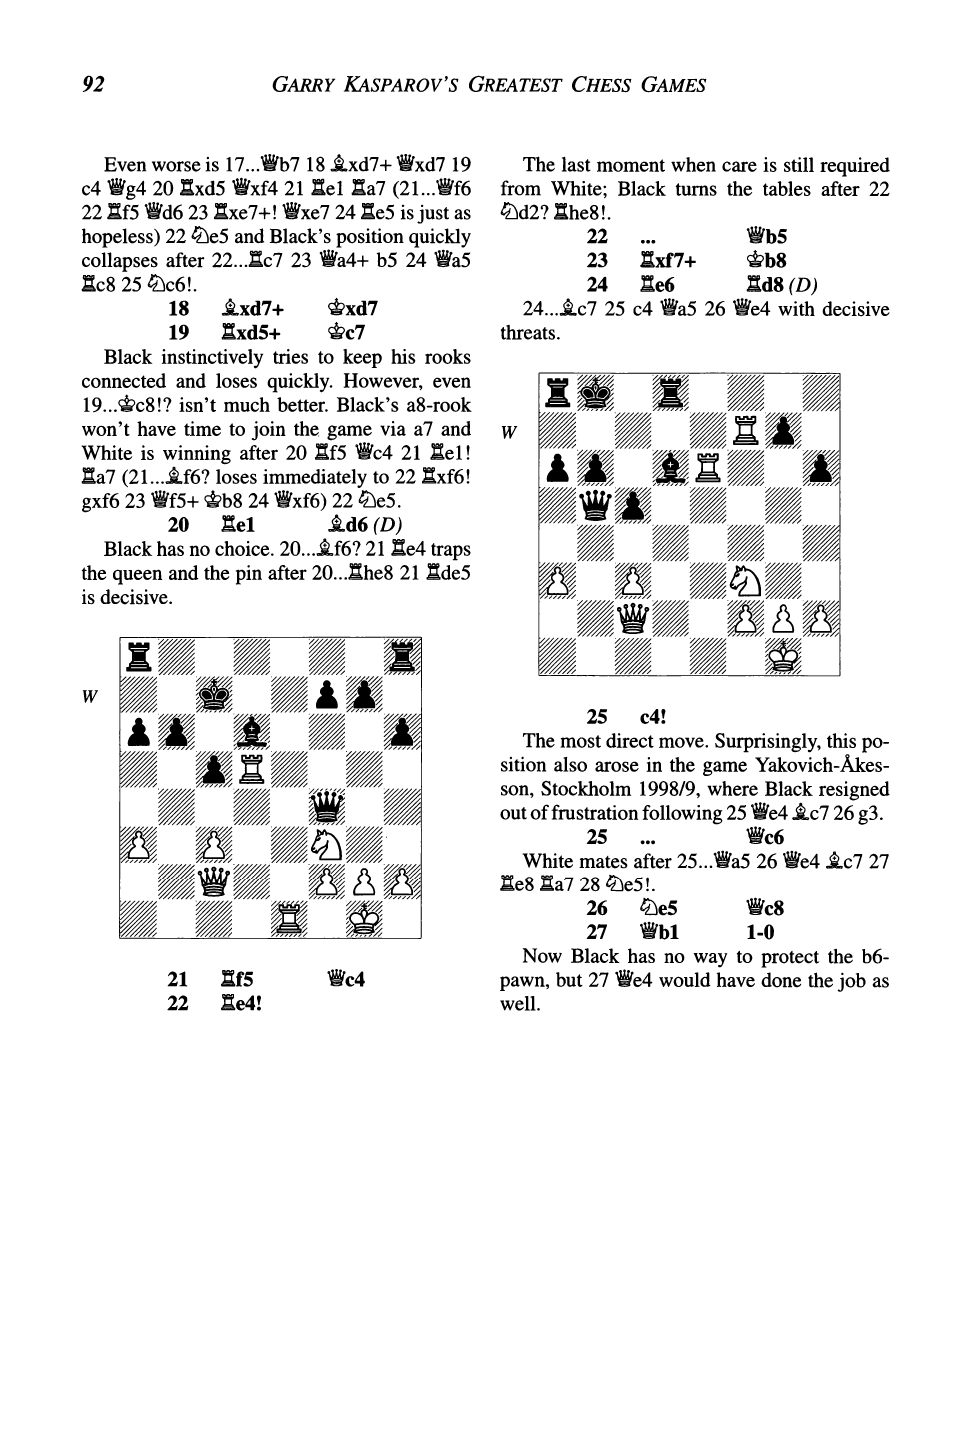 92
GARRY KASPAROV'S GREATEST CHESS GAMES
Even worse is 17...♕b7 18 ♗xd7+ ♕xd7 19
c4 ♕g4 20 ♖xd5 ♕xf4 21 ♖e1 ♖a7 (21...♕f6
22 ♖f5 ♕d6 23 ♖xe7+! ♕xe7 24 ♖e5 is just as
hopeless) 22 ♘e5 and Black's position quickly
collapses after 22...♖c7 23 ♕a4+ b5 24 ♕a5
♖c8 25 ♘c6!.
18 ♗xd7+ ♔xd7
19 ♖xd5+ ♔c7
Black instinctively tries to keep his rooks
connected and loses quickly. However, even
19...♔c8!? isn't much better. Black's a8-rook
won't have time to join the game via a7 and
White is winning after 20 ♖f5 ♕c4 21 ♖e1!
♖a7 (21...♗f6? loses immediately to 22 ♖xf6!
gxf6 23 ♕f5+ ♔b8 24 ♕xf6) 22 ♘e5.
20 ♖e1 ♗d6 (D)
Black has no choice. 20...♗f6? 21 ♖e4 traps
the queen and the pin after 20...♖he8 21 ♖de5
is decisive.
W
21 ♖f5 ♕c4
22 ♖e4!
The last moment when care is still required
from White; Black turns the tables after 22
♘d2? ♖he8!.
22 ... ♕b5
23 ♖xf7+ ♔b8
24 ♖e6 ♖d8 (D)
24...♗c7 25 c4 ♕a5 26 ♕e4 with decisive
threats.
W
25 c4!
The most direct move. Surprisingly, this po-
sition also arose in the game Yakovich-Åkes-
son, Stockholm 1998/9, where Black resigned
out of frustration following 25 ♕e4 ♗c7 26 g3.
25 ... ♕c6
White mates after 25...♕a5 26 ♕e4 ♗c7 27
♖e8 ♖a7 28 ♘e5!.
26 ♘e5 ♕c8
27 ♕b1 1-0
Now Black has no way to protect the b6-
pawn, but 27 ♕e4 would have done the job as
well.